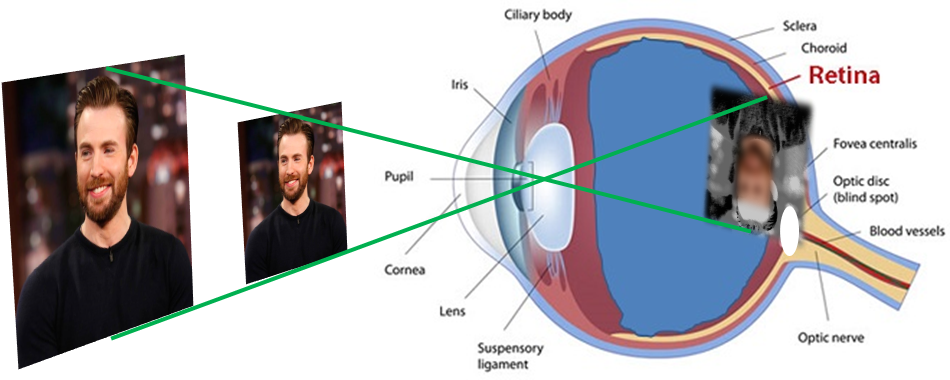 Ciliary body
Sclera
Choroid
Retina
Iris
Fovea centralis
Pupil
Optic disc
(blind spot)
Blood vessels
Cornea
Lens
Optic nerve
Suspensory
ligament